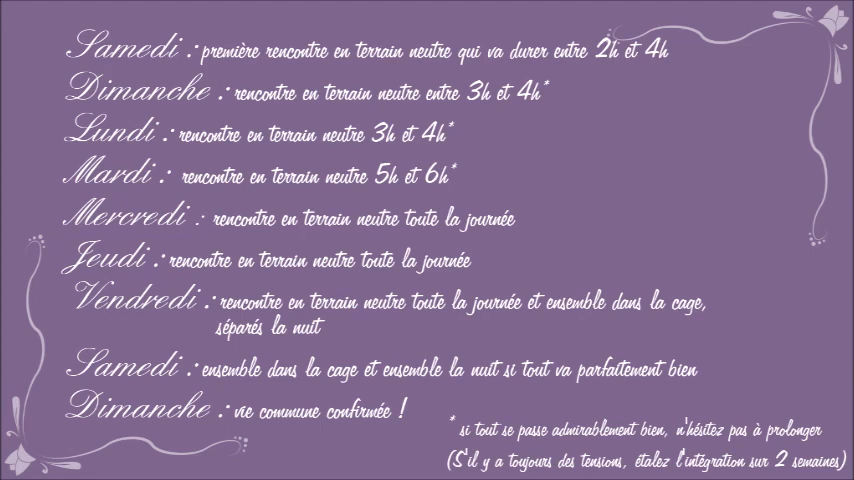 Samedi : première rencontre en terrain neutre qui va durer entre 2h et 4h
Dimanche : rencontre en terrain neutre entre 3h et 4h*
Lundi : rencontre en terrain neutre 3h et 4h*
Mardi : rencontre en terrain neutre 5h et 6h*
Mercredi : rencontre en terrain neutre toute la journée
Jeudi : rencontre en terrain neutre toute la journée
Vendredi : rencontre en terrain neutre toute la journée et ensemble dans la cage,
séparés la nuit
Samedi : ensemble dans la cage et ensemble la nuit si tout va parfaitement bien
Dimanche : vie commune confirmée !
* si tout se passe admirablement bien, n'hésitez pas à prolonger
(S'il y a toujours des tensions, étalez l'intégration sur 2 semaines)